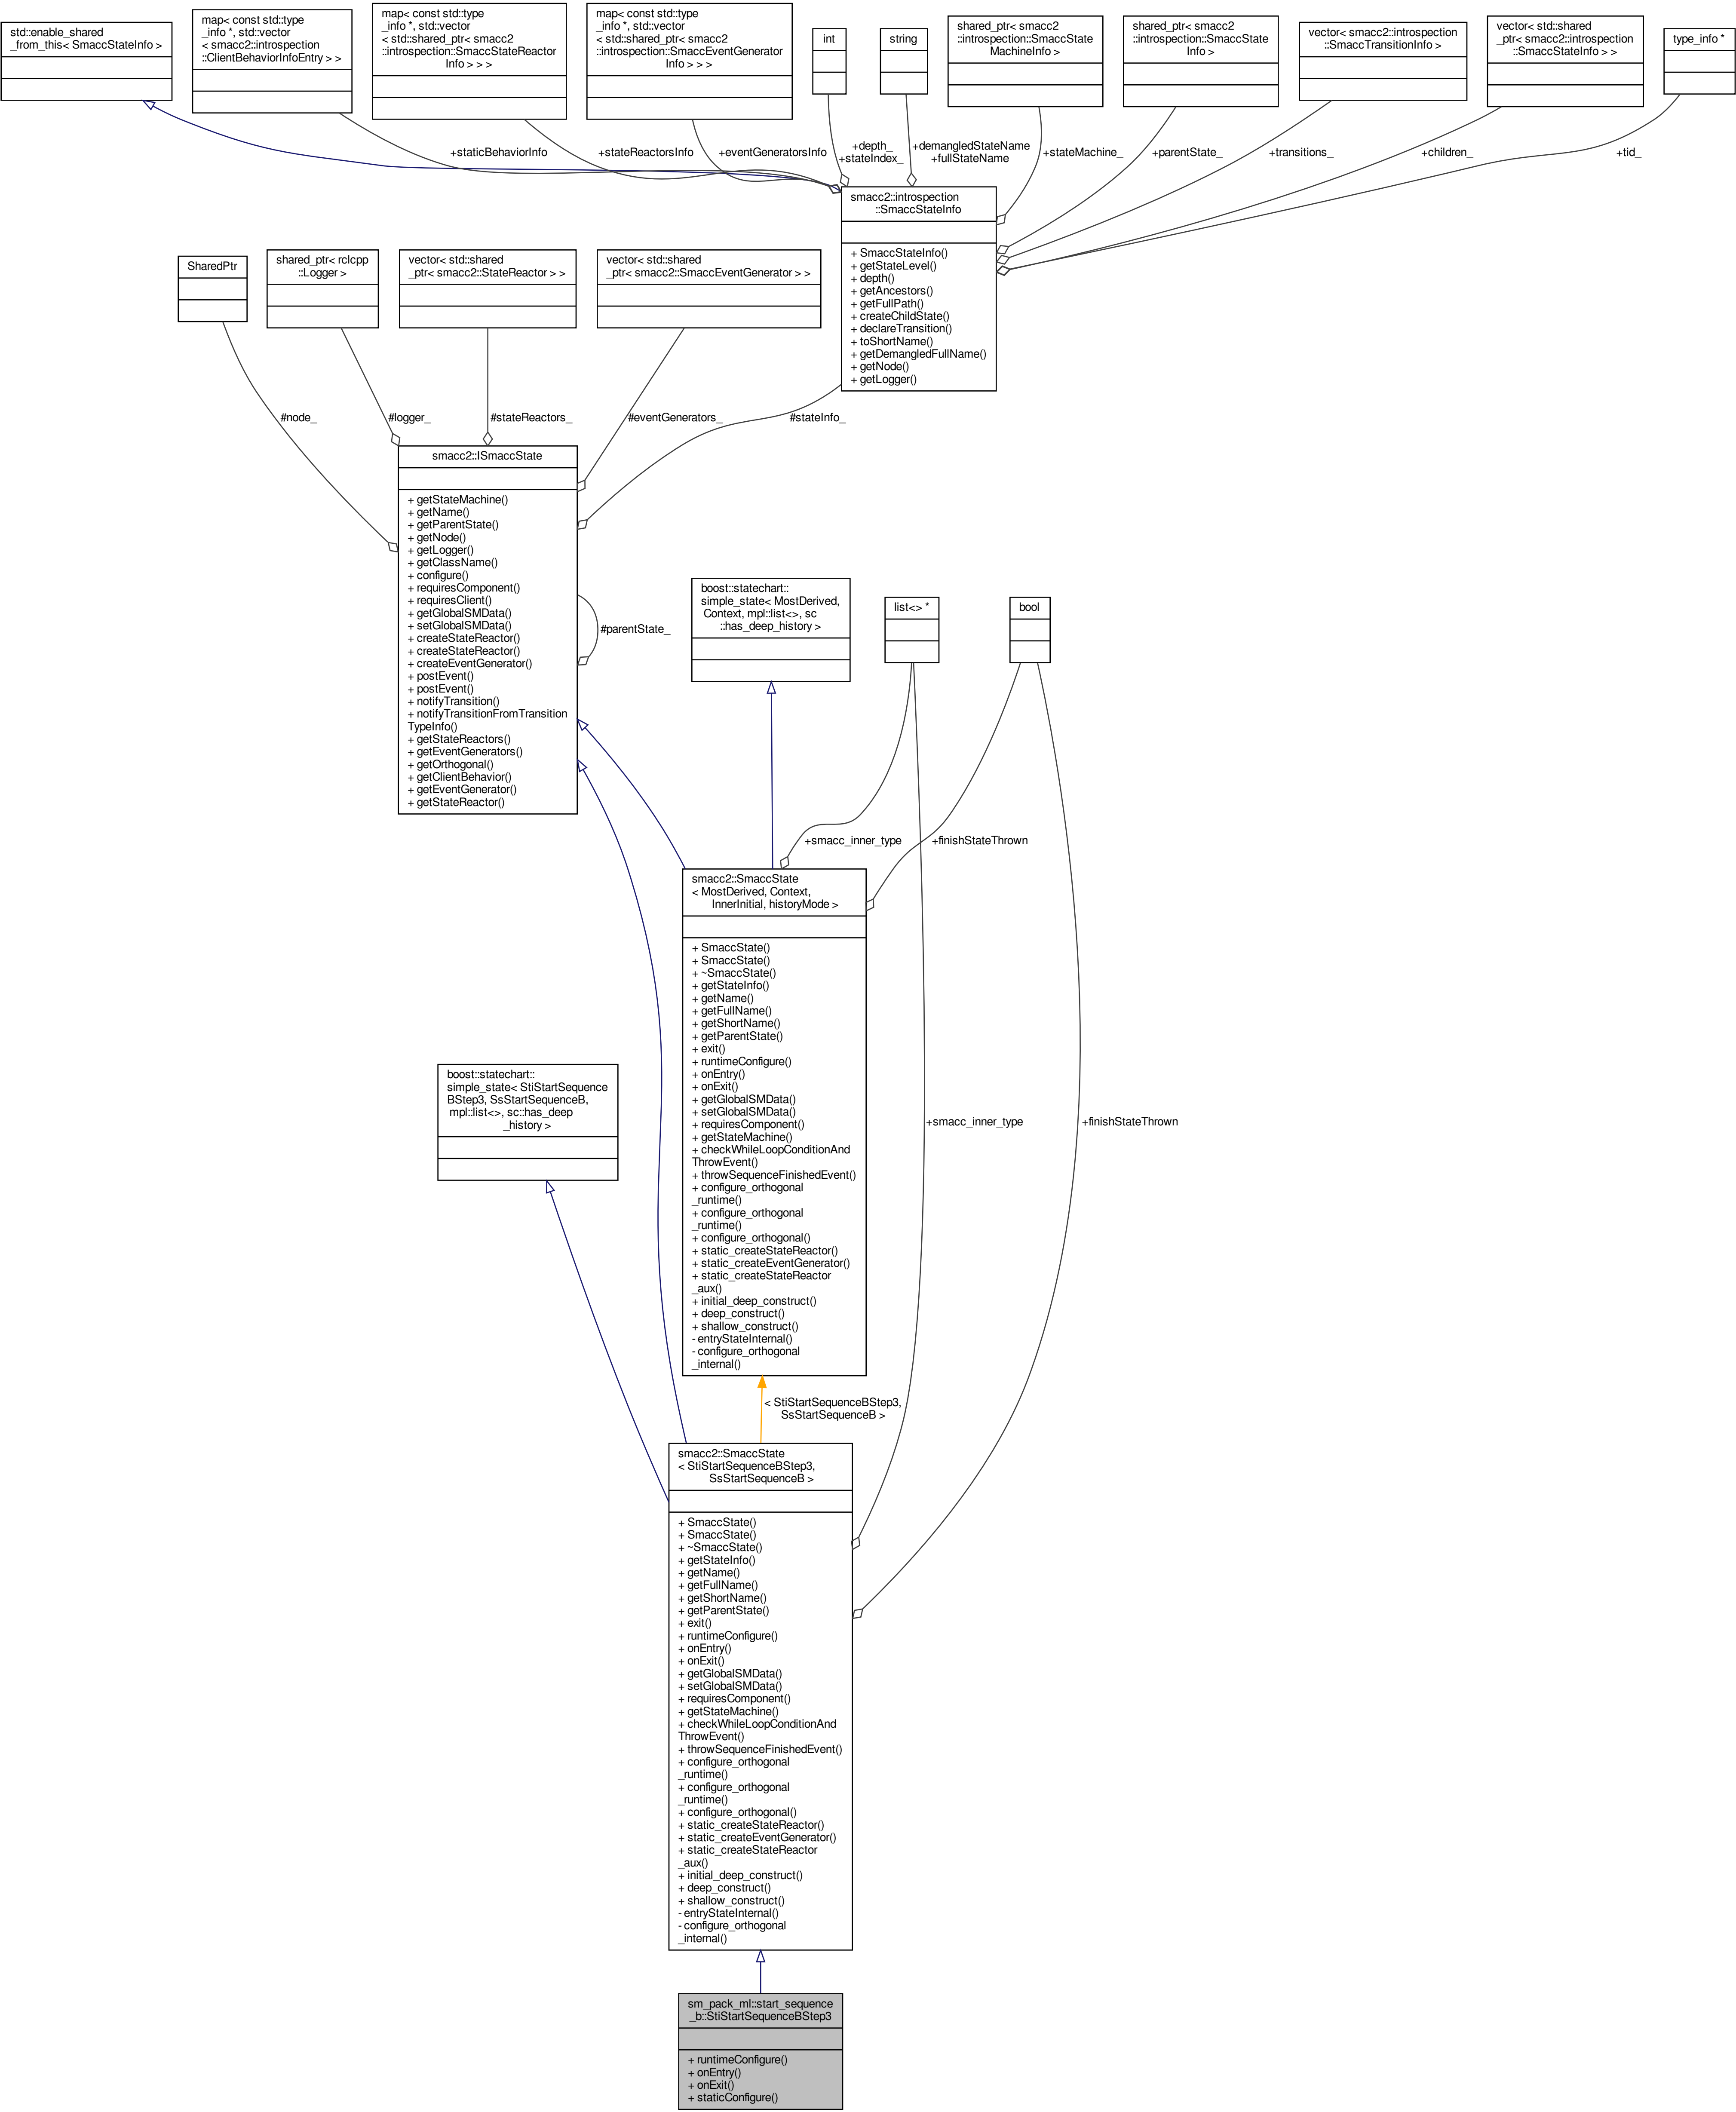 std::enable_shared
_from_this< SmaccStateInfo >
map< const std::type
_info *, std::vector
< smacc2::introspection
::ClientBehaviorInfoEntry > >
map< const std::type
_info *, std::vector
< std::shared_ptr< smacc2
::introspection::SmaccStateReactor
Info > > >
map< const std::type
_info *, std::vector
< std::shared_ptr< smacc2
::introspection::SmaccEventGenerator
Info > > >
int
string
shared_ptr< smacc2
::introspection::SmaccState
MachineInfo >
shared_ptr< smacc2
::introspection::SmaccState
Info >
vector< smacc2::introspection
::SmaccTransitionInfo >
vector< std::shared
_ptr< smacc2::introspection
::SmaccStateInfo > >
type_info *
+staticBehaviorInfo
+stateReactorsInfo
+eventGeneratorsInfo
+depth_
+stateIndex_
+demangledStateName
+fullStateName
+stateMachine_
+parentState_
+transitions_
+children_
+tid_
smacc2::introspection
::SmaccStateInfo
+ SmaccStateInfo()
+ getStateLevel()
+ depth()
+ getAncestors()
+ getFullPath()
+ createChildState()
+ declareTransition()
+ toShortName()
+ getDemangledFullName()
+ getNode()
+ getLogger()
SharedPtr
shared_ptr< rclcpp
::Logger >
vector< std::shared
_ptr< smacc2::StateReactor > >
vector< std::shared
_ptr< smacc2::SmaccEventGenerator > >
#node_
#logger_
#stateReactors_
#eventGenerators_
#stateInfo_
smacc2::ISmaccState
+ getStateMachine()
+ getName()
+ getParentState()
+ getNode()
+ getLogger()
+ getClassName()
+ configure()
+ requiresComponent()
+ requiresClient()
+ getGlobalSMData()
+ setGlobalSMData()
+ createStateReactor()
+ createStateReactor()
+ createEventGenerator()
+ postEvent()
+ postEvent()
+ notifyTransition()
+ notifyTransitionFromTransition
TypeInfo()
+ getStateReactors()
+ getEventGenerators()
+ getOrthogonal()
+ getClientBehavior()
+ getEventGenerator()
+ getStateReactor()
#parentState_
boost::statechart::
simple_state< MostDerived,
Context, mpl::list<>, sc
::has_deep_history >
list<> *
bool
+smacc_inner_type
+finishStateThrown
smacc2::SmaccState
< MostDerived, Context,
InnerInitial, historyMode >
+ SmaccState()
+ SmaccState()
+ ~SmaccState()
+ getStateInfo()
+ getName()
+ getFullName()
+ getShortName()
+ getParentState()
+ exit()
+ runtimeConfigure()
+ onEntry()
+ onExit()
+ getGlobalSMData()
+ setGlobalSMData()
+ requiresComponent()
+ getStateMachine()
+ checkWhileLoopConditionAnd
ThrowEvent()
+ throwSequenceFinishedEvent()
+ configure_orthogonal
_runtime()
+ configure_orthogonal
_runtime()
+ configure_orthogonal()
+ static_createStateReactor()
+ static_createEventGenerator()
+ static_createStateReactor
_aux()
+ initial_deep_construct()
+ deep_construct()
+ shallow_construct()
- entryStateInternal()
- configure_orthogonal
_internal()
boost::statechart::
simple_state< StiStartSequence
BStep3, SsStartSequenceB,
mpl::list<>, sc::has_deep
_history >
+smacc_inner_type
+finishStateThrown
< StiStartSequenceBStep3,
SsStartSequenceB >
smacc2::SmaccState
< StiStartSequenceBStep3,
SsStartSequenceB >
+ SmaccState()
+ SmaccState()
+ ~SmaccState()
+ getStateInfo()
+ getName()
+ getFullName()
+ getShortName()
+ getParentState()
+ exit()
+ runtimeConfigure()
+ onEntry()
+ onExit()
+ getGlobalSMData()
+ setGlobalSMData()
+ requiresComponent()
+ getStateMachine()
+ checkWhileLoopConditionAnd
ThrowEvent()
+ throwSequenceFinishedEvent()
+ configure_orthogonal
_runtime()
+ configure_orthogonal
_runtime()
+ configure_orthogonal()
+ static_createStateReactor()
+ static_createEventGenerator()
+ static_createStateReactor
_aux()
+ initial_deep_construct()
+ deep_construct()
+ shallow_construct()
- entryStateInternal()
- configure_orthogonal
_internal()
sm_pack_ml::start_sequence
_b::StiStartSequenceBStep3
+ runtimeConfigure()
+ onEntry()
+ onExit()
+ staticConfigure()